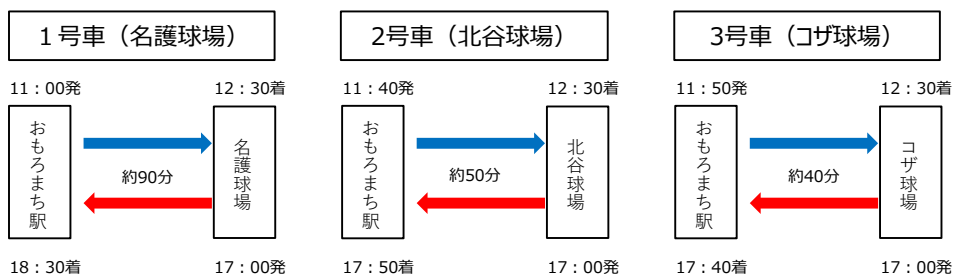 1号車（名護球場）
11：00発
12：30着
おもろまち駅
約90分
名護球場
18：30着
17：00発
2号車（北谷球場）
11：40発
12：30着
おもろまち駅
約50分
北谷球場
17：50着
17：00発
3号車（コザ球場）
11：50発
12：30着
おもろまち駅
約40分
コザ球場
17：40着
17：00発